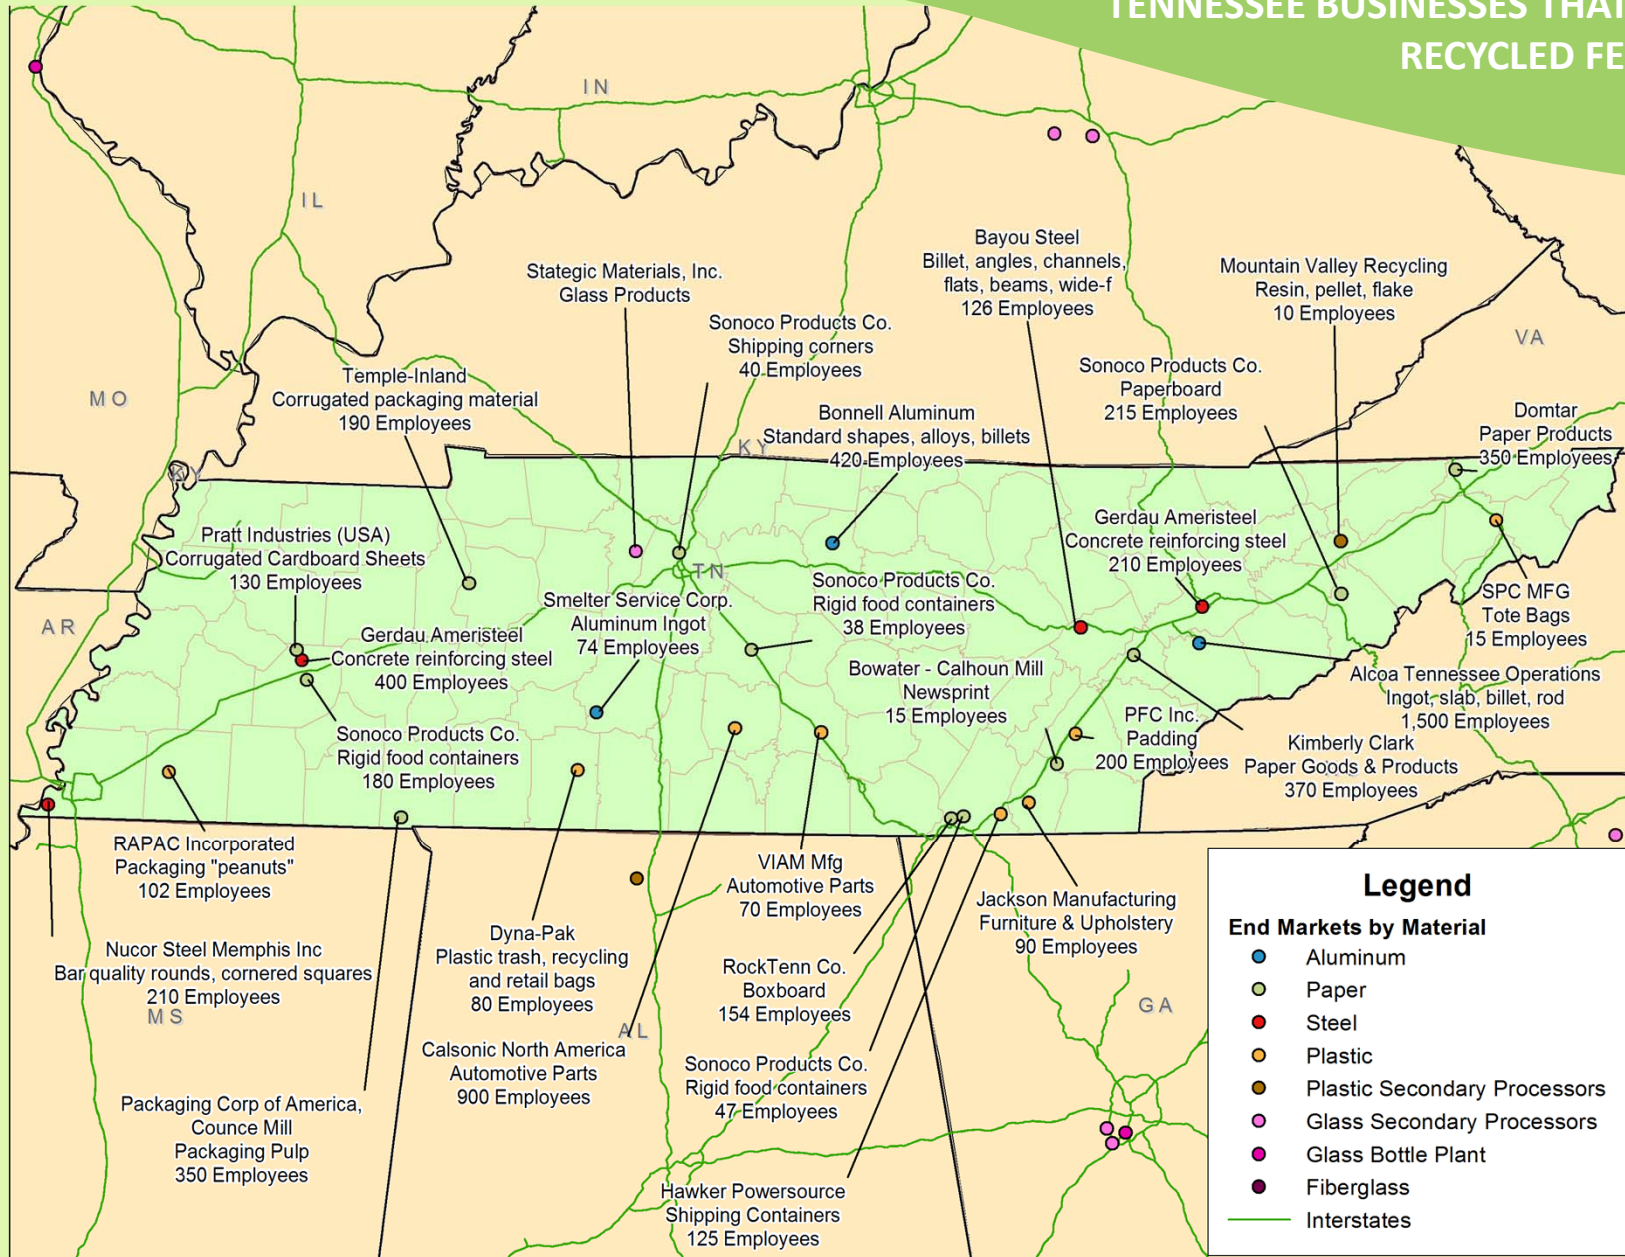 TENNESSEE BUSINESSES THAT
RECYCLED FE
IN
IL
MO
VA
KY
KY
TN
AR
MS
AL
GA
Stategic Materials, Inc.
Glass Products
Sonoco Products Co.
Shipping corners
40 Employees
Bayou Steel
Billet, angles, channels,
flats, beams, wide-f
126 Employees
Mountain Valley Recycling
Resin, pellet, flake
10 Employees
Temple-Inland
Corrugated packaging material
190 Employees
Bonnell Aluminum
Standard shapes, alloys, billets
420 Employees
Sonoco Products Co.
Paperboard
215 Employees
Domtar
Paper Products
350 Employees
Pratt Industries (USA)
Corrugated Cardboard Sheets
130 Employees
Gerdau Ameristeel
Concrete reinforcing steel
210 Employees
Smelter Service Corp.
Aluminum Ingot
74 Employees
Sonoco Products Co.
Rigid food containers
38 Employees
SPC MFG
Tote Bags
15 Employees
Gerdau Ameristeel
Concrete reinforcing steel
400 Employees
Bowater - Calhoun Mill
Newsprint
15 Employees
Alcoa Tennessee Operations
Ingot, slab, billet, rod
1,500 Employees
Sonoco Products Co.
Rigid food containers
180 Employees
PFC Inc.
Padding
200 Employees
Kimberly Clark
Paper Goods & Products
370 Employees
RAPAC Incorporated
Packaging "peanuts"
102 Employees
VIAM Mfg
Automotive Parts
70 Employees
Jackson Manufacturing
Furniture & Upholstery
90 Employees
Nucor Steel Memphis Inc
Bar quality rounds, cornered squares
210 Employees
Dyna-Pak
Plastic trash, recycling
and retail bags
80 Employees
RockTenn Co.
Boxboard
154 Employees
Calsonic North America
Automotive Parts
900 Employees
Sonoco Products Co.
Rigid food containers
47 Employees
Packaging Corp of America,
Counce Mill
Packaging Pulp
350 Employees
Hawker Powersource
Shipping Containers
125 Employees
Legend
End Markets by Material
Aluminum
Paper
Steel
Plastic
Plastic Secondary Processors
Glass Secondary Processors
Glass Bottle Plant
Fiberglass
Interstates